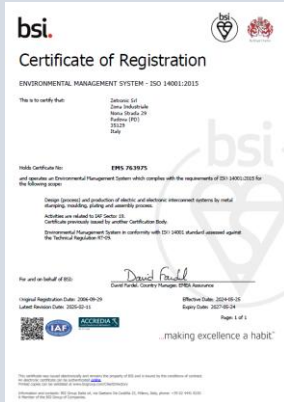 bsi.
bsi
Certificate of Registration
ENVIRONMENTAL MANAGEMENT SYSTEM - ISO 14001:2015
This is to certify that:
Zona Industriale
Nona Strada 29
Padova (PD)
35129
Italy
Holds Certificate No:
EMS 763975
and operates an Environmental Management System which complies with the requirements of ISO 14001:2015 for
the following scope:
Design (process) and production of electric and electronic interconnect systems by metal
stamping, moulding, plating and assembly process.
Activities are related to IAF Sector 19.
Certificate previously issued by another Certification Body.
Environmental Management System in conformity with ISO 14001 standard assessed against
the Technical Regulation RT-09.
For and on behalf of BSI:
David Fardel, Country Manager, EMEA Assurance
Original Registration Date: 2006-09-29
Effective Date: 2024-05-25
Latest Revision Date: 2025-02-11
Expiry Date: 2027-05-24
Page: 1 of 1
IAF
ACCREDIA
...making excellence a habit.
bsi